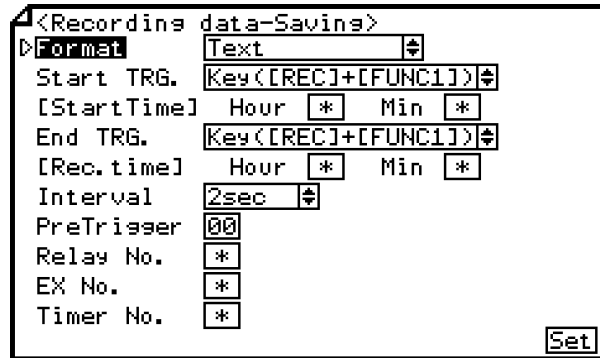 <Recording data-Saving>
Format Text
Start TRG. Key([REC]+[FUNC1])
[StartTime] Hour * Min *
End TRG. Key([REC]+[FUNC1])
[Rec.time] Hour * Min *
Interval 2sec
PreTrigger 00
Relay No. *
EX No. *
Timer No. *
Set